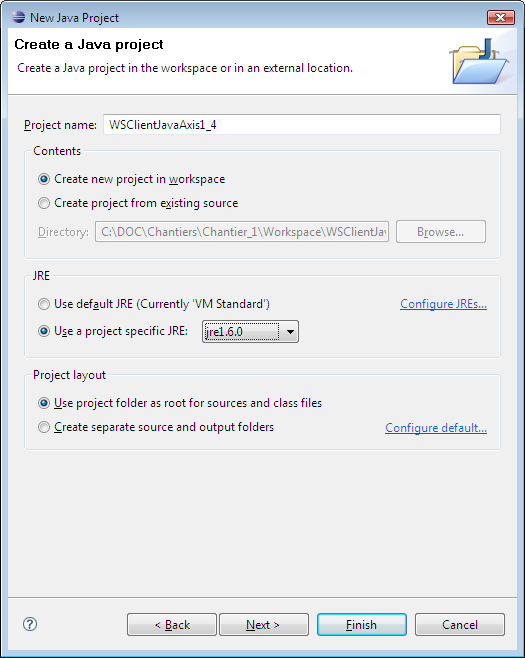 New Java Project
Create a Java project
Create a Java project in the workspace or in an external location.
Project name: WSClientJavaAxis1_4
Contents
Create new project in workspace
Create project from existing source
Directory: C:\DOC\Chantiers\Chantier_1\Workspace\WSClientJav Browse...
JRE
Use default JRE (Currently 'VM Standard') Configure JREs...
Use a project specific JRE: jre1.6.0
Project layout
Use project folder as root for sources and class files
Create separate source and output folders Configure default...
? < Back Next > Finish Cancel